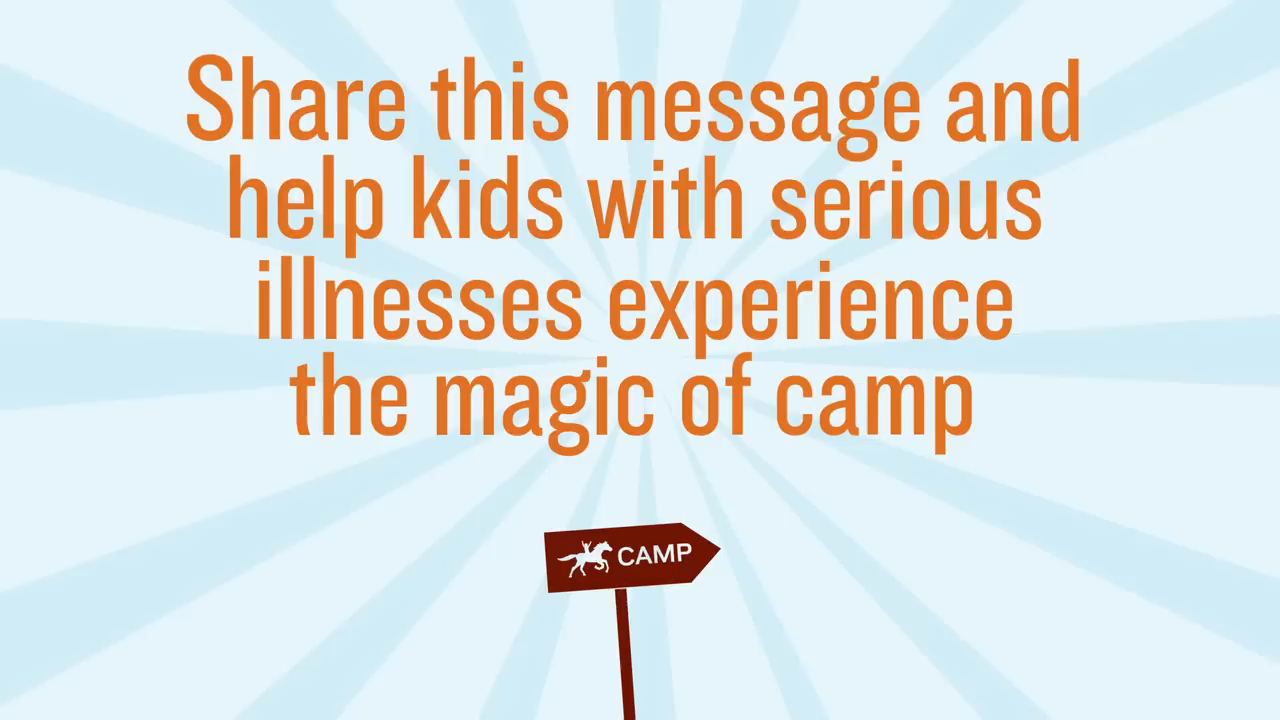 Share this message and
help kids with serious
illnesses experience
the magic of camp
CAMP